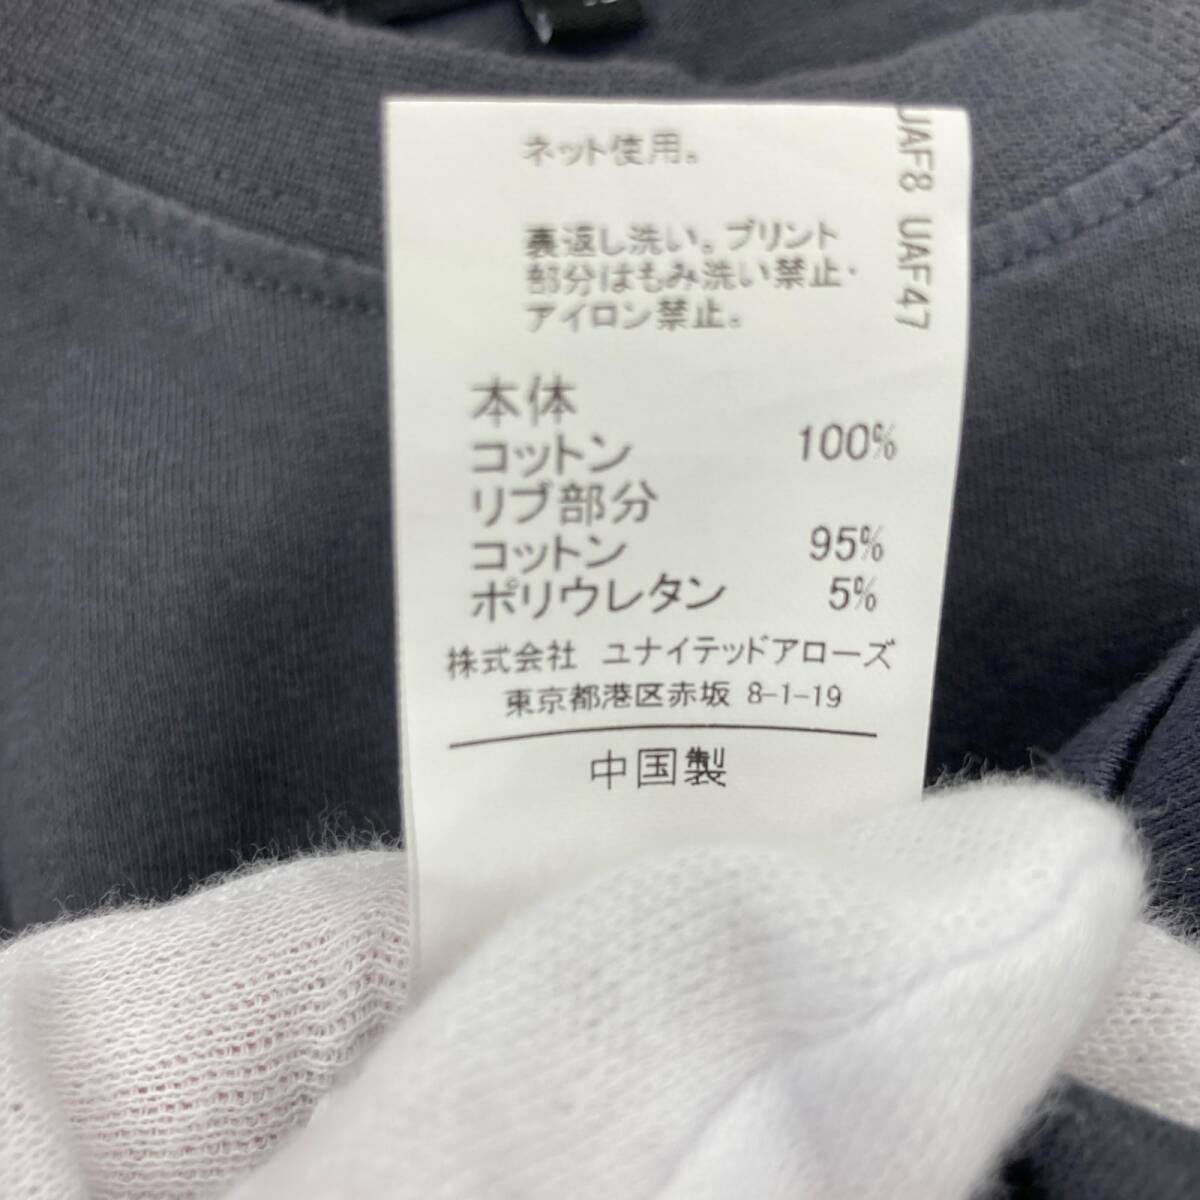 ネット使用。
裏返し洗い。プリント
部分はもみ洗い禁止・
アイロン禁止。
UAF8 UAF47
本体
コットン 100%
リブ部分
コットン 95%
ポリウレタン 5%
株式会社 ユナイテッドアローズ
東京都港区赤坂 8-1-19
中国製